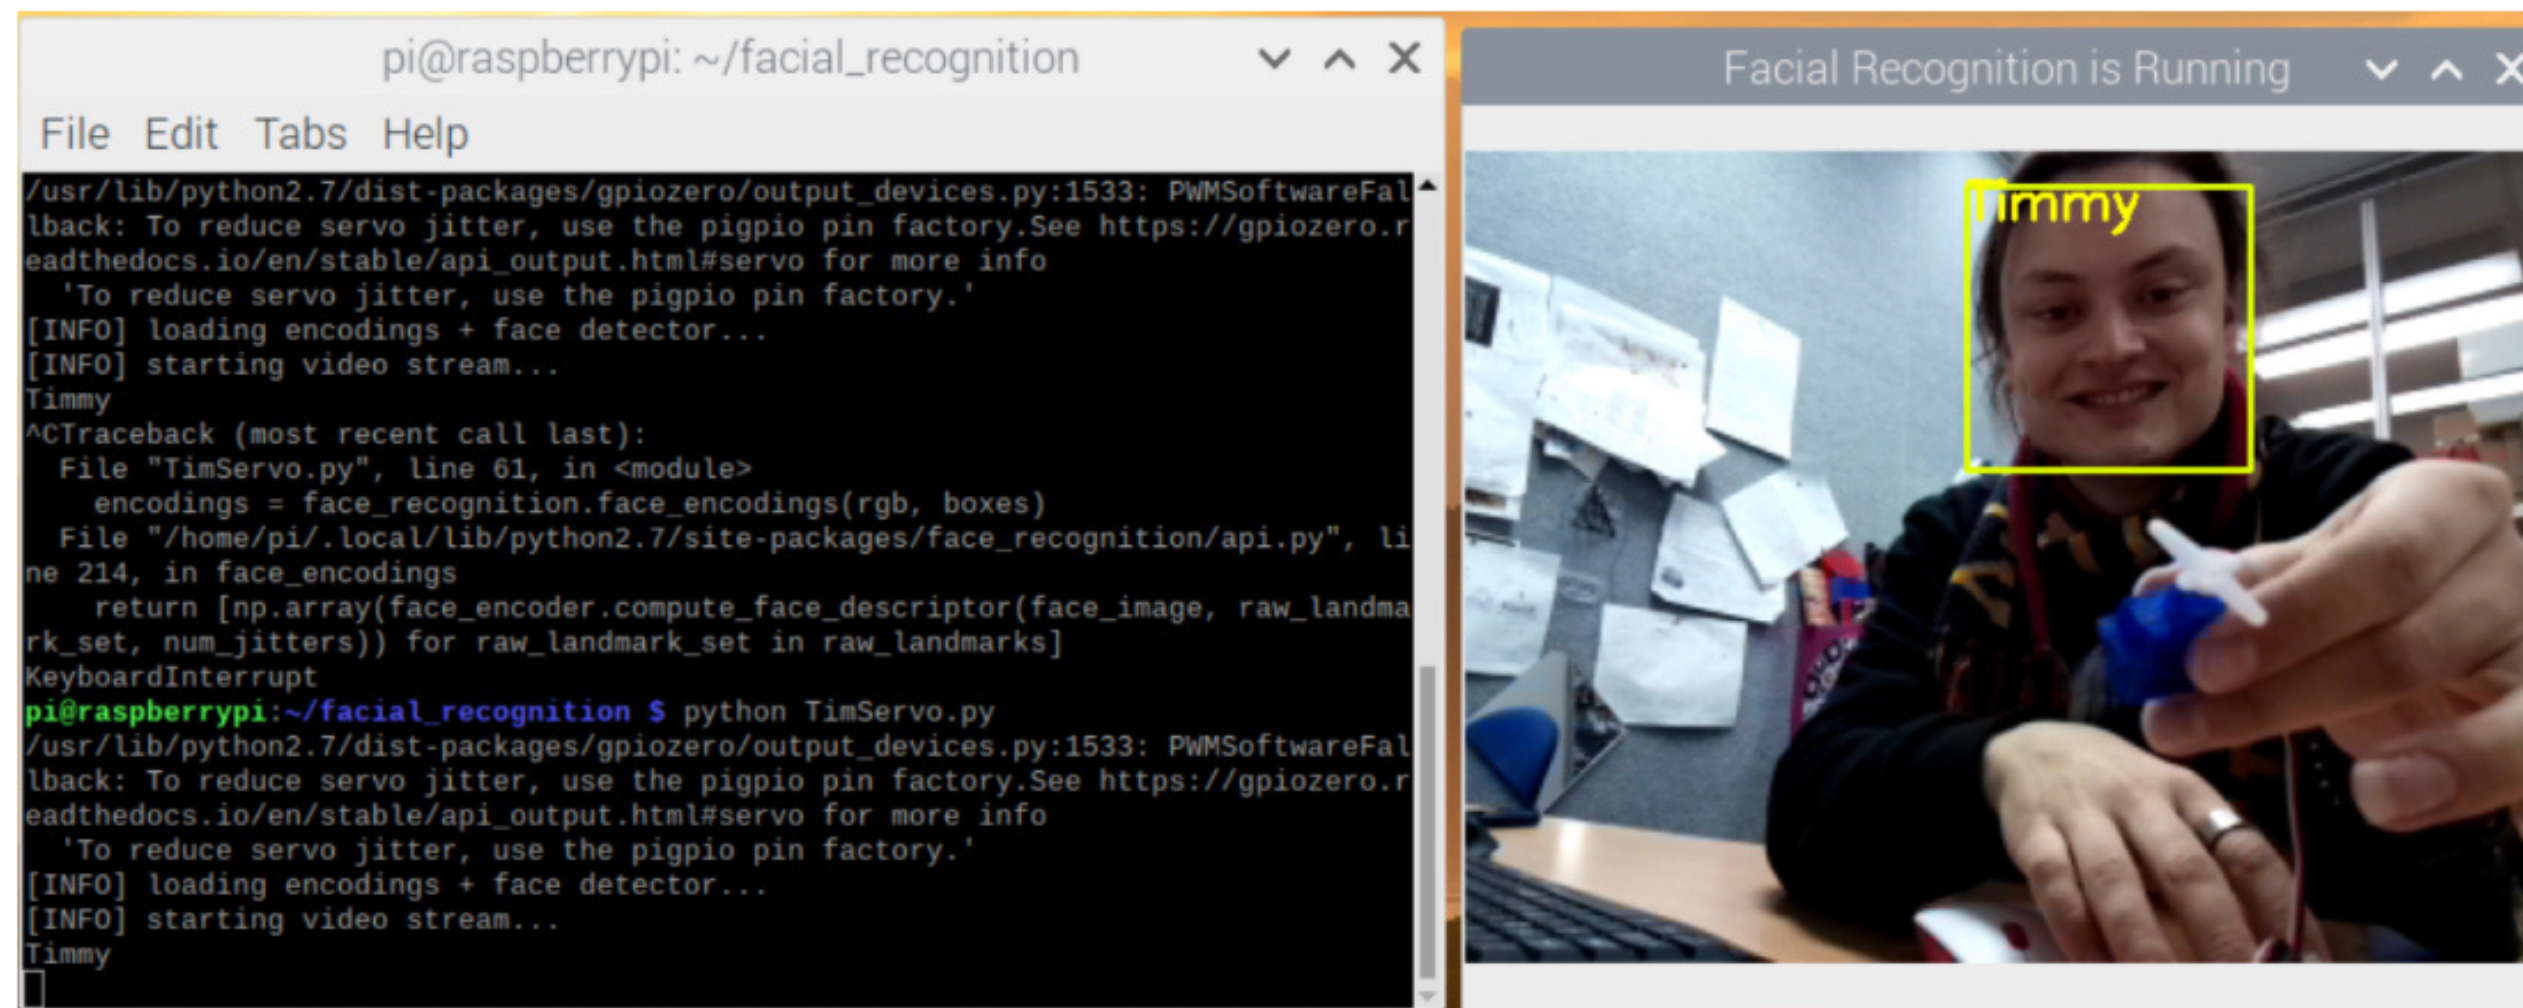 pi@raspberrypi: ~/facial_recognition
File Edit Tabs Help
/usr/lib/python2.7/dist-packages/gpiozero/output_devices.py:1533: PWMSoftwareFal
lback: To reduce servo jitter, use the pigpio pin factory.See https://gpiozero.r
eadthedocs.io/en/stable/api_output.html#servo for more info
  'To reduce servo jitter, use the pigpio pin factory.'
[INFO] loading encodings + face detector...
[INFO] starting video stream...
Timmy
^CTraceback (most recent call last):
  File "TimServo.py", line 61, in <module>
    encodings = face_recognition.face_encodings(rgb, boxes)
  File "/home/pi/.local/lib/python2.7/site-packages/face_recognition/api.py", li
ne 214, in face_encodings
    return [np.array(face_encoder.compute_face_descriptor(face_image, raw_landma
rk_set, num_jitters)) for raw_landmark_set in raw_landmarks]
KeyboardInterrupt
pi@raspberrypi:~/facial_recognition $ python TimServo.py
/usr/lib/python2.7/dist-packages/gpiozero/output_devices.py:1533: PWMSoftwareFal
lback: To reduce servo jitter, use the pigpio pin factory.See https://gpiozero.r
eadthedocs.io/en/stable/api_output.html#servo for more info
  'To reduce servo jitter, use the pigpio pin factory.'
[INFO] loading encodings + face detector...
[INFO] starting video stream...
Timmy
Facial Recognition is Running
Timmy